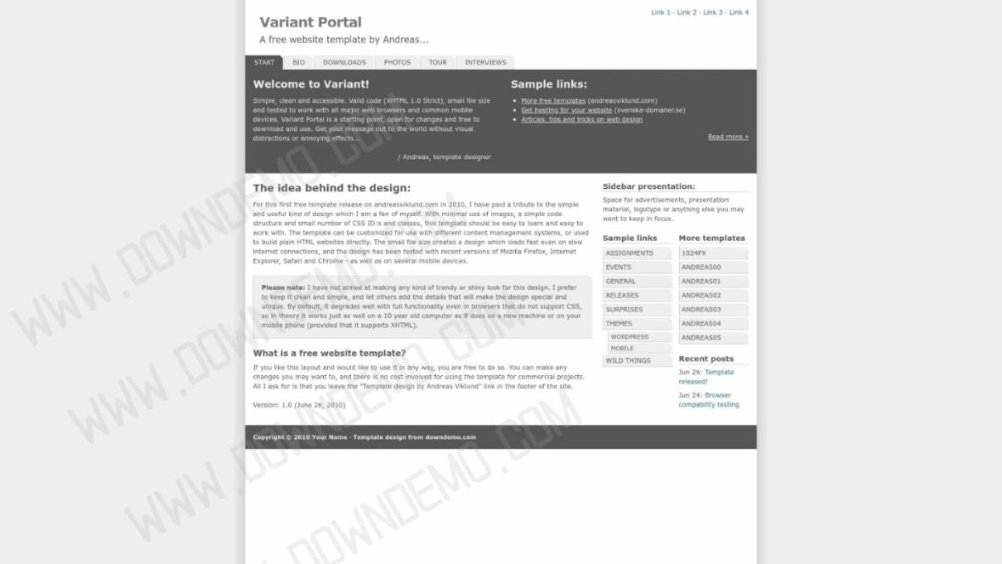 Link 1 - Link 2 - Link 3 - Link 4
Variant Portal
A free website template by Andreas...
START BIO DOWNLOADS PHOTOS TOUR INTERVIEWS
Welcome to Variant!
Simple, clean and accessible. Valid code (XHTML 1.0 Strict), small file size
and tested to work with all major web browsers and common mobile
devices. Variant Portal is a starting point, open for changes and free to
download and use. Get your message out to the world without visual
distractions or annoying effects...
/ Andreas, template designer
Sample links:
More free templates (andreasviklund.com)
Get hosting for your website (svenska-domaner.se)
Articles, tips and tricks on web design
Read more »
The idea behind the design:
For this first free template release on andreasviklund.com in 2010, I have paid a tribute to the simple
and useful kind of design which I am a fan of myself. With minimal use of images, a simple code
structure and small number of CSS ID:s and classes, this template should be easy to learn and easy to
work with. The template can be customized for use with different content management systems, or used
to build plain HTML websites directly. The small file size creates a design which loads fast even on slow
internet connections, and the design has been tested with recent versions of Mozilla Firefox, Internet
Explorer, Safari and Chrome - as well as on several mobile devices.
Please note: I have not aimed at making any kind of trendy or shiny look for this design. I prefer
to keep it clean and simple, and let others add the details that will make the design special and
unique. By default, it degrades well with full functionality even in browsers that do not support CSS,
so in theory it works just as well on a 10 year old computer as it does on a new machine or on your
mobile phone (provided that it supports XHTML).
What is a free website template?
If you like this layout and would like to use it in any way, you are free to do so. You can make any
changes you may want to, and there is no cost involved for using the template for commercial projects.
All I ask for is that you leave the "Template design by Andreas Viklund" link in the footer of the site.
Version: 1.0 (June 26, 2010)
Sidebar presentation:
Space for advertisements, presentation
material, logotype or anything else you may
want to keep in focus.
Sample links
ASSIGNMENTS
EVENTS
GENERAL
RELEASES
SURPRISES
THEMES
WORDPRESS
MOBILE
WILD THINGS
More templates
1024PX
ANDREAS00
ANDREAS01
ANDREAS02
ANDREAS03
ANDREAS04
ANDREAS05
Recent posts
Jun 26: Template
released!
Jun 24: Browser
compability testing
Copyright © 2010 Your Name - Template design from downdemo.com
WWW.DOWNDEMO.COM
WWW.DOWNDEMO.COM
WWW.DOWNDEMO.COM